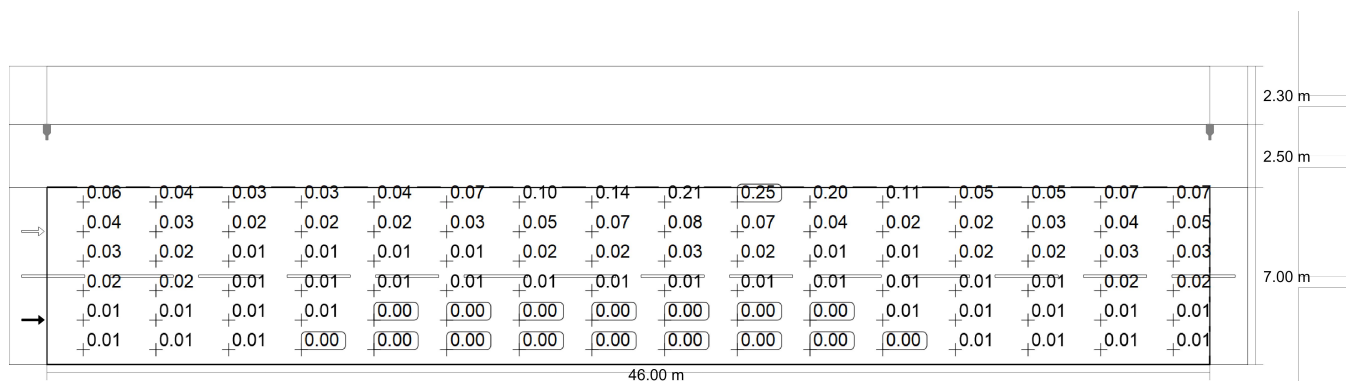 2.30 m
2.50 m
0.06 0.04 0.03 0.03 0.04 0.07 0.10 0.14 0.21 0.25 0.20 0.11 0.05 0.05 0.07 0.07
0.04 0.03 0.02 0.02 0.02 0.03 0.05 0.07 0.08 0.07 0.04 0.02 0.02 0.03 0.04 0.05
0.03 0.02 0.01 0.01 0.01 0.01 0.02 0.02 0.03 0.02 0.01 0.01 0.02 0.02 0.03 0.03
0.02 0.02 0.01 0.01 0.01 0.01 0.01 0.01 0.01 0.01 0.01 0.01 0.01 0.01 0.02 0.02
7.00 m
0.01 0.01 0.01 0.01 0.00 0.00 0.00 0.00 0.00 0.00 0.00 0.01 0.01 0.01 0.01 0.01
0.01 0.01 0.01 0.00 0.00 0.00 0.00 0.00 0.00 0.00 0.00 0.00 0.01 0.01 0.01 0.01
46.00 m